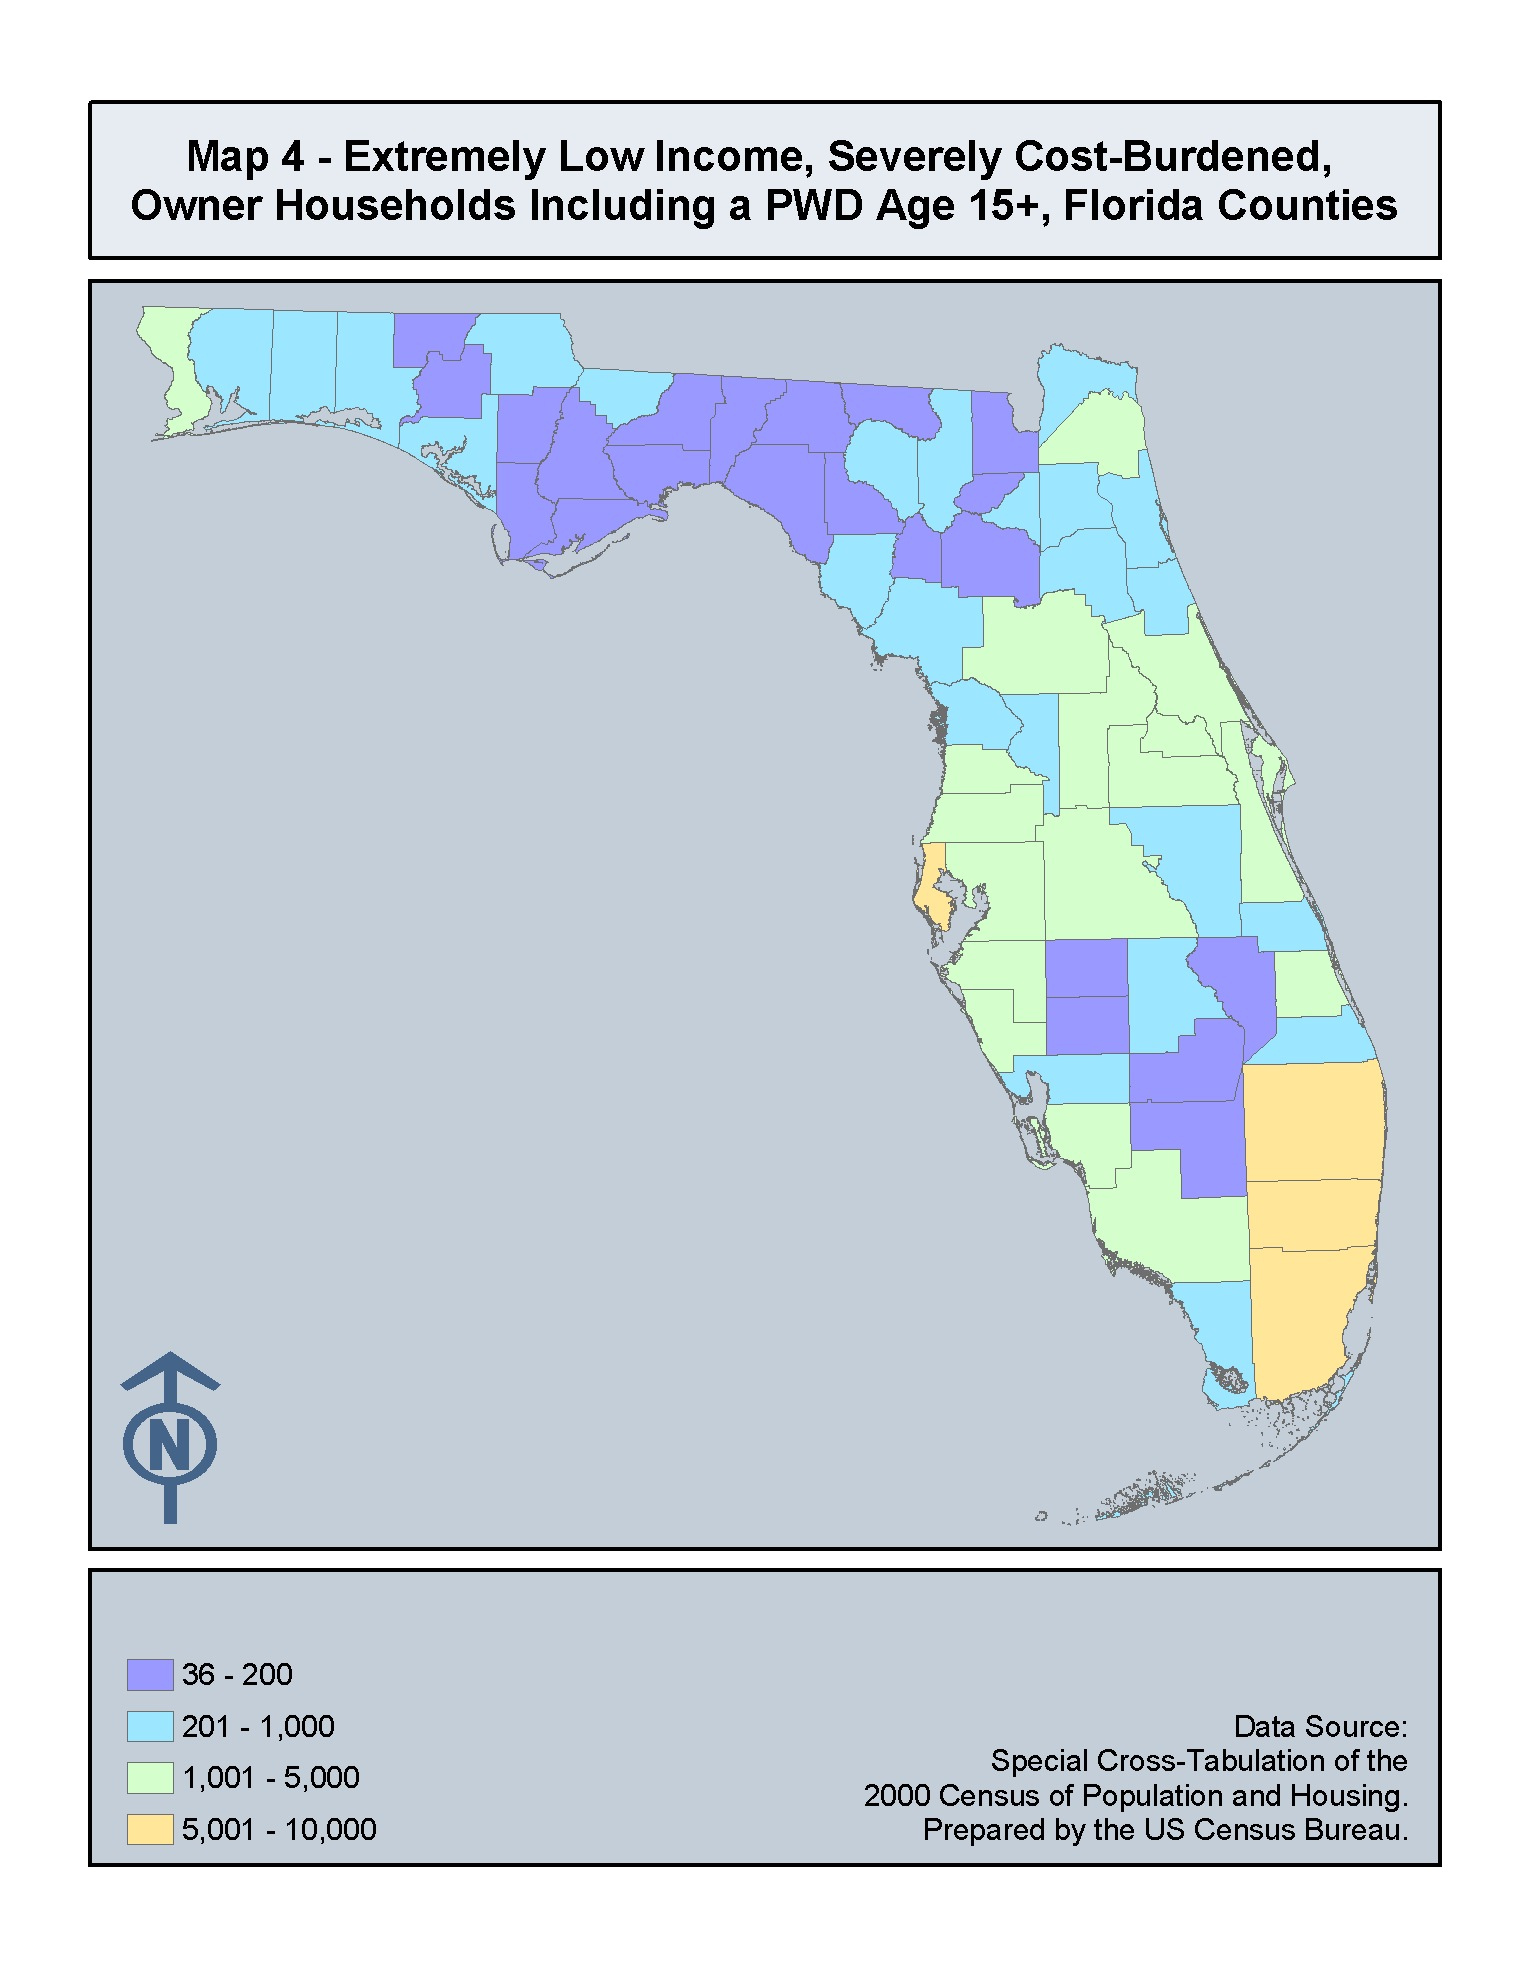 Map 4 - Extremely Low Income, Severely Cost-Burdened,
Owner Households Including a PWD Age 15+, Florida Counties
N
36 - 200
201 - 1,000
1,001 - 5,000
5,001 - 10,000
Data Source:
Special Cross-Tabulation of the
2000 Census of Population and Housing.
Prepared by the US Census Bureau.